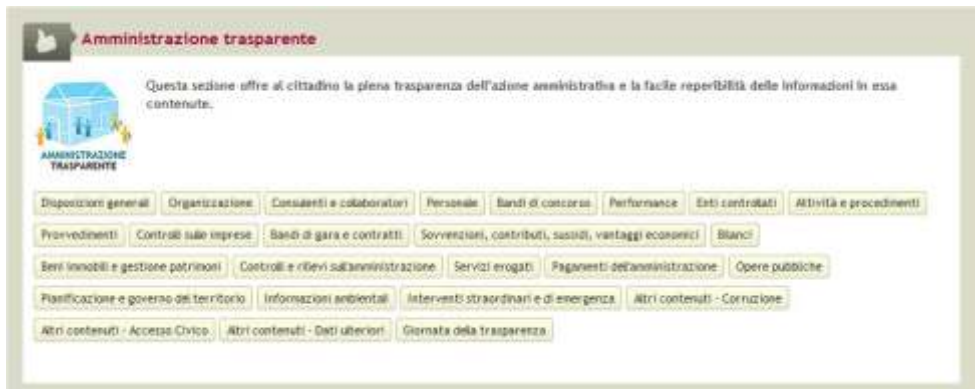 Amministrazione trasparente
Questa sezione offre al cittadino la piena trasparenza dell'azione amministrativa e la facile reperibilità delle informazioni in essa
contenute.
AMMINISTRAZIONE
TRASPARENTE
Disposizioni generali Organizzazione Consulenti e collaboratori Personale Bandi di concorso Performance Enti controllati Attività e procedimenti
Provvedimenti Controlli sulle imprese Bandi di gara e contratti Sovvenzioni, contributi, sussidi, vantaggi economici Bilanci
Beni immobili e gestione patrimoni Controlli e rilievi sull'amministrazione Servizi erogati Pagamenti dell'amministrazione Opere pubbliche
Pianificazione e governo del territorio Informazioni ambientali Interventi straordinari e di emergenza Altri contenuti - Corruzione
Altri contenuti - Accesso Civico Altri contenuti - Dati ulteriori Giornata della trasparenza